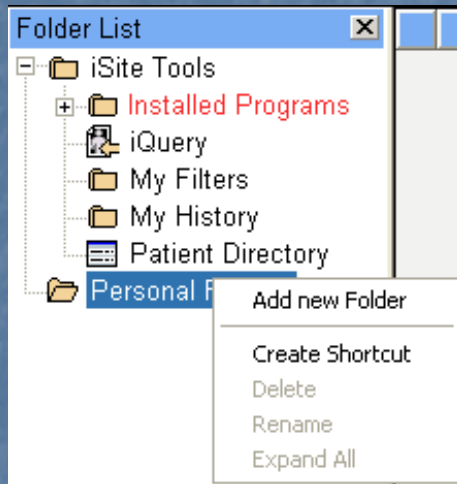 Folder List
iSite Tools
Installed Programs
iQuery
My Filters
My History
Patient Directory
Personal
Add new Folder
Create Shortcut
Delete
Rename
Expand All